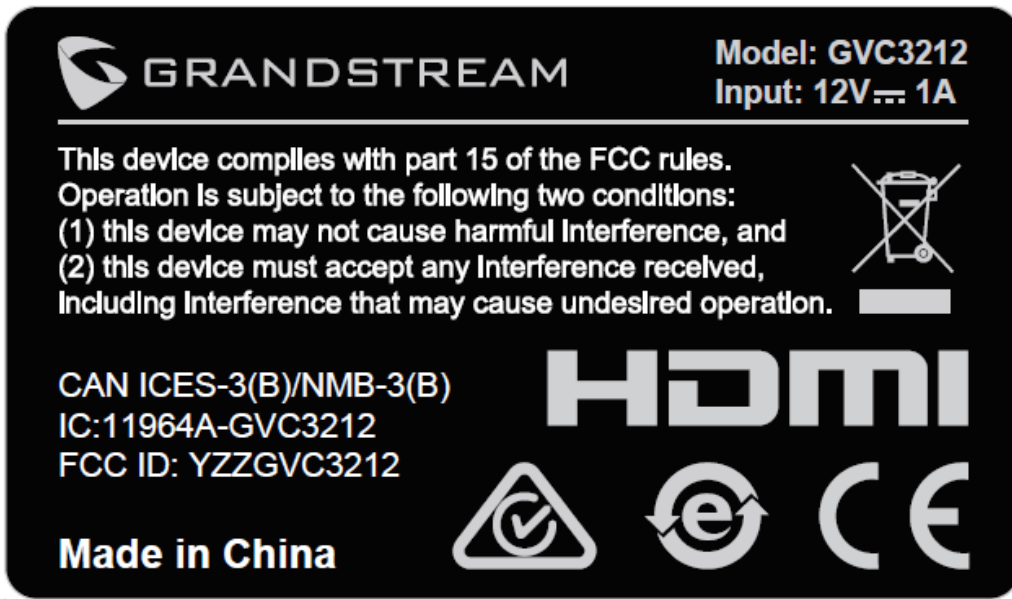 GRANDSTREAM
Model: GVC3212
Input: 12V⎓ 1A
This device complies with part 15 of the FCC rules.
Operation is subject to the following two conditions:
(1) this device may not cause harmful interference, and
(2) this device must accept any interference received,
including interference that may cause undesired operation.
CAN ICES-3(B)/NMB-3(B)
IC:11964A-GVC3212
FCC ID: YZZGVC3212
HDMI
e
CE
Made in China